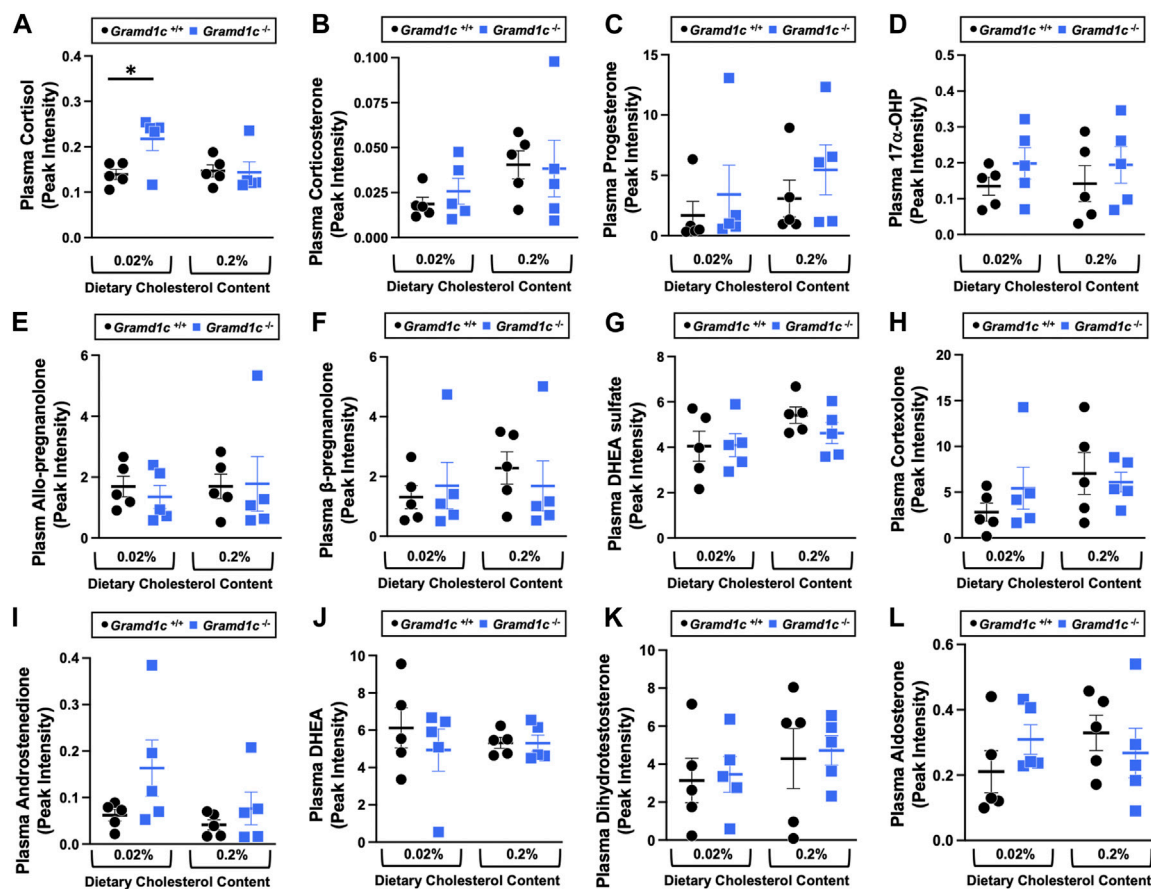 A
Gramd1c +/+ Gramd1c -/-
Plasma Cortisol
(Peak Intensity)
0.4
0.3
0.2
0.1
0.0
*
0.02% 0.2%
Dietary Cholesterol Content
B
Gramd1c +/+ Gramd1c -/-
Plasma Corticosterone
(Peak Intensity)
0.100
0.075
0.050
0.025
0.000
0.02% 0.2%
Dietary Cholesterol Content
C
Gramd1c +/+ Gramd1c -/-
Plasma Progesterone
(Peak Intensity)
15
10
5
0
0.02% 0.2%
Dietary Cholesterol Content
D
Gramd1c +/+ Gramd1c -/-
Plasma 17α-OHP
(Peak Intensity)
0.5
0.4
0.3
0.2
0.1
0.0
0.02% 0.2%
Dietary Cholesterol Content
E
Gramd1c +/+ Gramd1c -/-
Plasm Allo-pregnanolone
(Peak Intensity)
6
4
2
0
0.02% 0.2%
Dietary Cholesterol Content
F
Gramd1c +/+ Gramd1c -/-
Plasma β-pregnanolone
(Peak Intensity)
6
4
2
0
0.02% 0.2%
Dietary Cholesterol Content
G
Gramd1c +/+ Gramd1c -/-
Plasma DHEA sulfate
(Peak Intensity)
8
6
4
2
0
0.02% 0.2%
Dietary Cholesterol Content
H
Gramd1c +/+ Gramd1c -/-
Plasma Cortexolone
(Peak Intensity)
20
15
10
5
0
0.02% 0.2%
Dietary Cholesterol Content
I
Gramd1c +/+ Gramd1c -/-
Plasma Androstenedione
(Peak Intensity)
0.4
0.3
0.2
0.1
0.0
0.02% 0.2%
Dietary Cholesterol Content
J
Gramd1c +/+ Gramd1c -/-
Plasma DHEA
(Peak Intensity)
10
8
6
4
2
0
0.02% 0.2%
Dietary Cholesterol Content
K
Gramd1c +/+ Gramd1c -/-
Plasma Dihydrotestosterone
(Peak Intensity)
10
8
6
4
2
0
0.02% 0.2%
Dietary Cholesterol Content
L
Gramd1c +/+ Gramd1c -/-
Plasma Aldosterone
(Peak Intensity)
0.6
0.4
0.2
0.0
0.02% 0.2%
Dietary Cholesterol Content